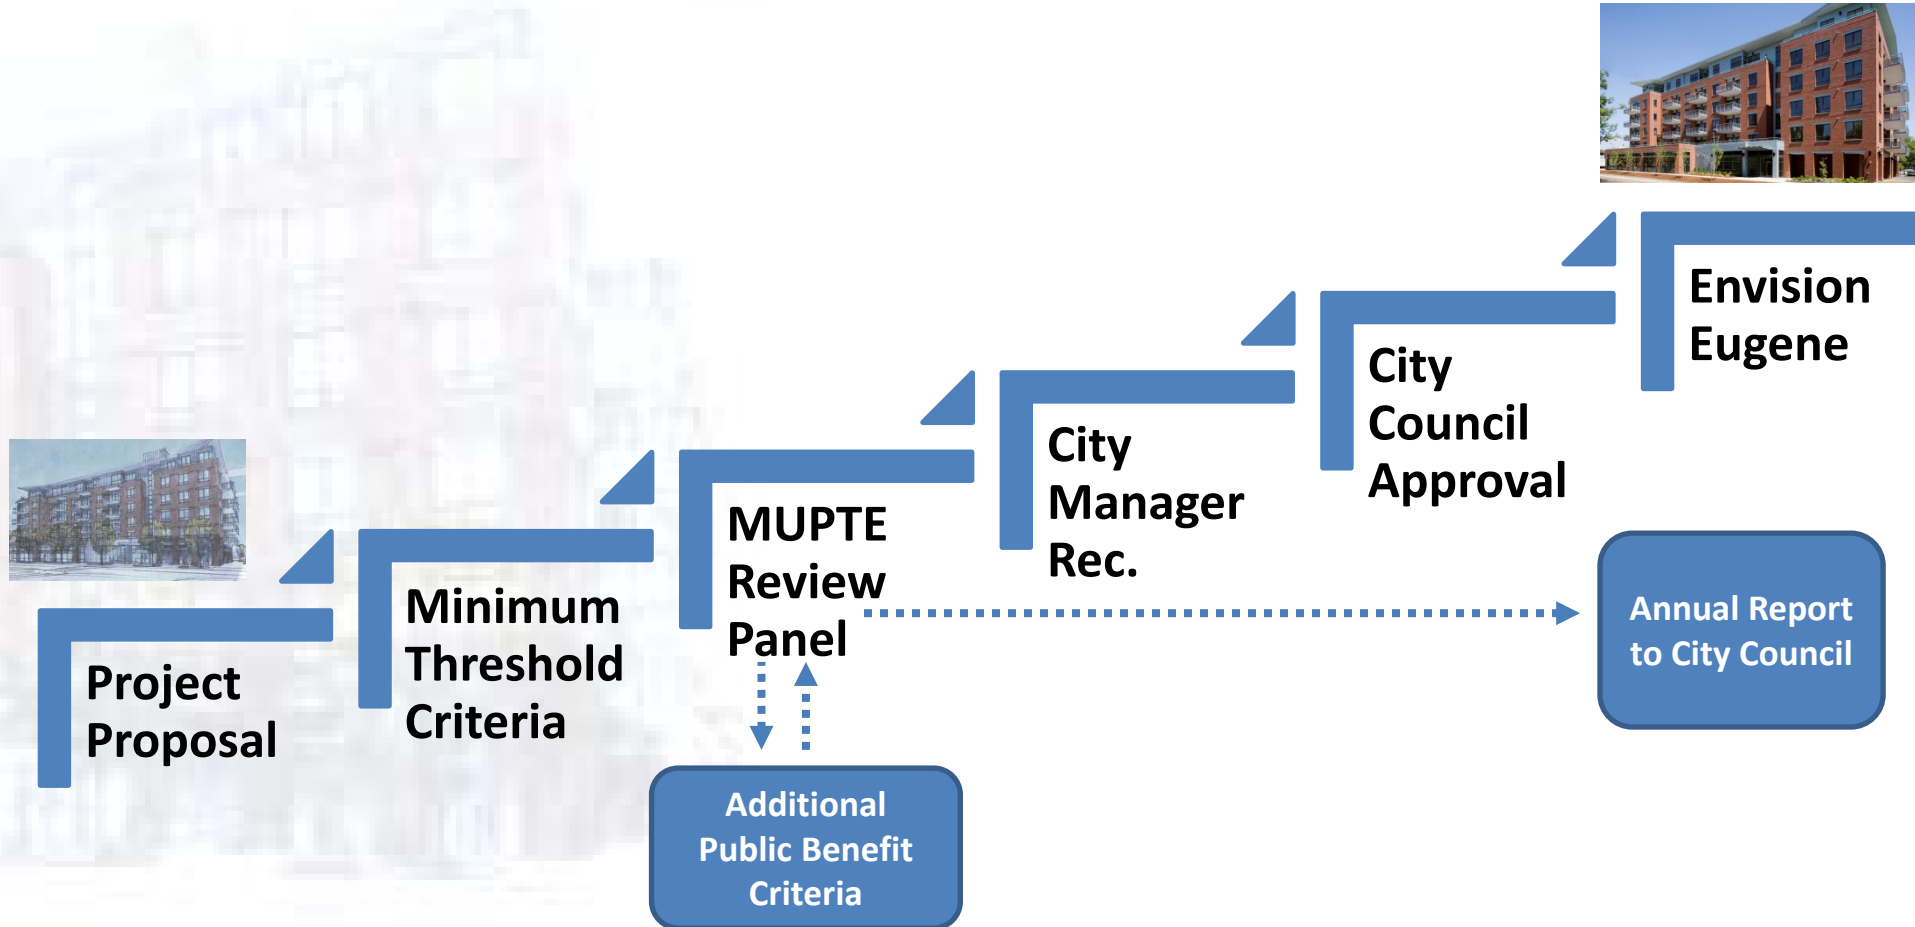 Project
Proposal
Minimum
Threshold
Criteria
MUPTE
Review
Panel
City
Manager
Rec.
City
Council
Approval
Envision
Eugene
Additional
Public Benefit
Criteria
Annual Report
to City Council